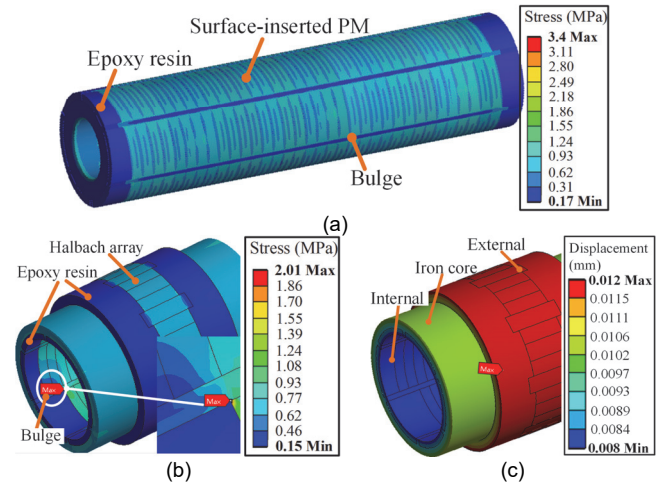 Surface-inserted PM
Epoxy resin
Bulge
Stress (MPa)
3.4 Max
3.11
2.80
2.49
2.18
1.86
1.55
1.24
0.93
0.62
0.31
0.17 Min
(a)
Halbach array
Epoxy resin
Max
Max
Bulge
Stress (MPa)
2.01 Max
1.86
1.70
1.55
1.39
1.24
1.08
0.93
0.77
0.62
0.46
0.15 Min
(b)
External
Iron core
Internal
Max
Displacement
(mm)
0.012 Max
0.0115
0.0111
0.0106
0.0102
0.0097
0.0093
0.0089
0.0084
0.008 Min
(c)